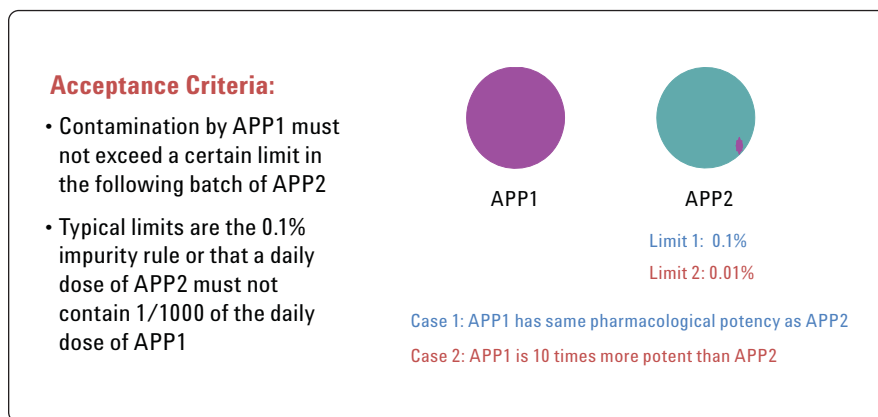 Acceptance Criteria:
• Contamination by APP1 must
not exceed a certain limit in
the following batch of APP2
• Typical limits are the 0.1%
impurity rule or that a daily
dose of APP2 must not
contain 1/1000 of the daily
dose of APP1
APP1
APP2
Limit 1: 0.1%
Limit 2: 0.01%
Case 1: APP1 has same pharmacological potency as APP2
Case 2: APP1 is 10 times more potent than APP2